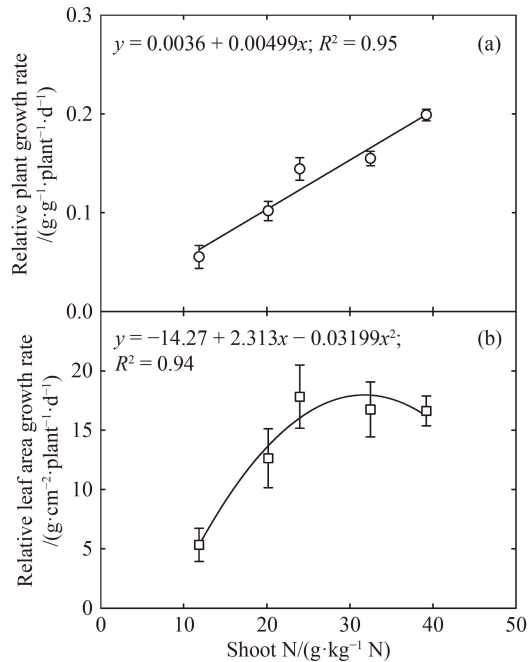 0.3
y = 0.0036 + 0.00499x; R² = 0.95
(a)
0.2
0.1
0.0
Relative plant growth rate
/(g·g⁻¹·plant⁻¹·d⁻¹)
y = −14.27 + 2.313x − 0.03199x²;
R² = 0.94
(b)
20
15
10
5
0
Relative leaf area growth rate
/(g·cm⁻²·plant⁻¹·d⁻¹)
0 10 20 30 40 50
Shoot N/(g·kg⁻¹ N)